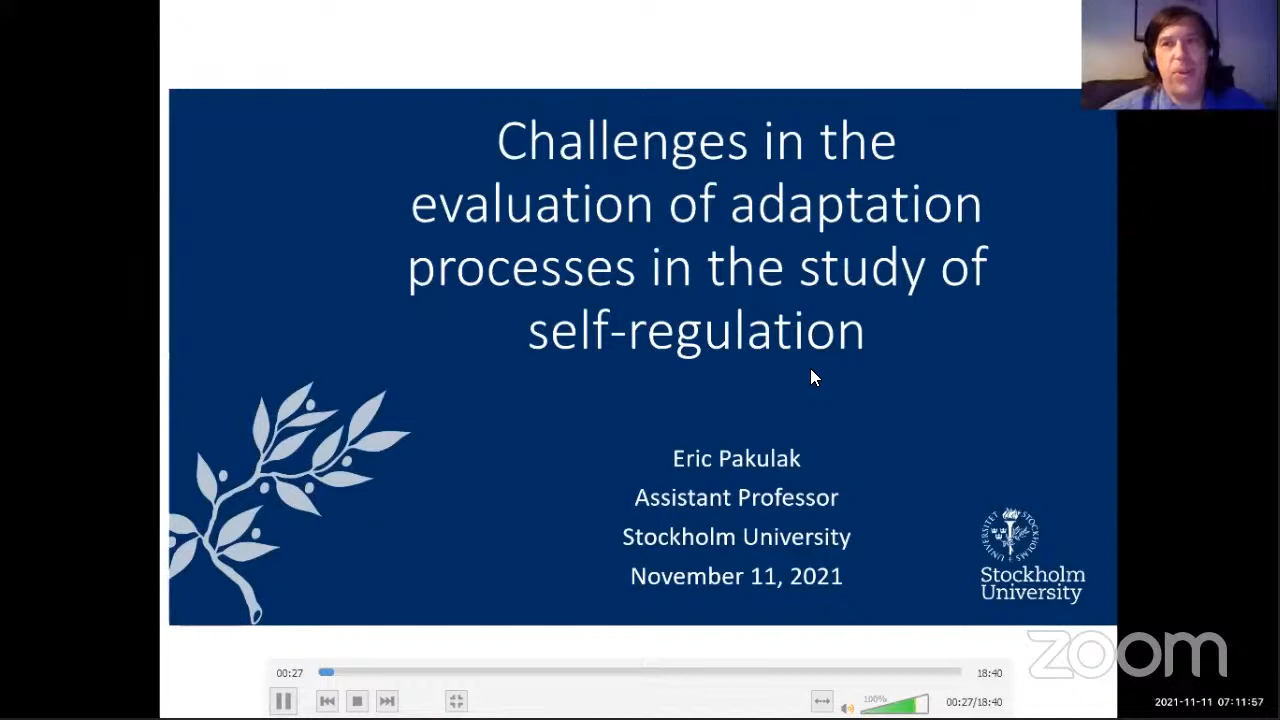 Challenges in the
evaluation of adaptation
processes in the study of
self-regulation
Eric Pakulak
Assistant Professor
Stockholm University
November 11, 2021
Stockholm
University
zoom
00:27
18:40
100%
00:27/18:40
2021-11-11 07:11:57